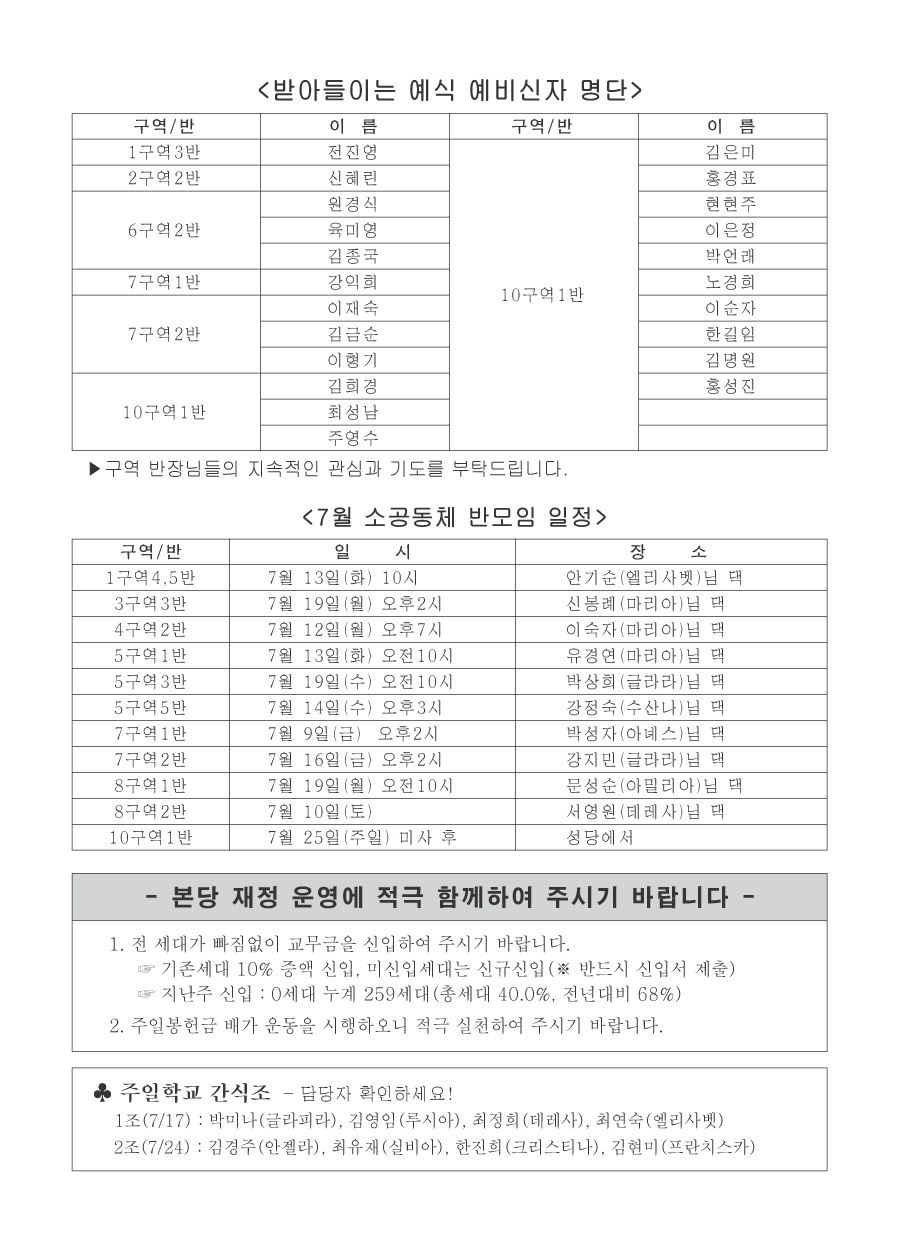 <받아들이는 예식 예비신자 명단>
구역/반 이 름 구역/반 이 름
1구역3반 전진영 10구역1반 김은미
2구역2반 신혜린 홍경표
6구역2반 원경식 현현주
육미영 이은정
김종국 박언래
7구역1반 강익희 노경희
7구역2반 이재숙 이순자
김금순 한길임
이형기 김명원
10구역1반 김희경 홍성진
최성남
주영수
▶구역 반장님들의 지속적인 관심과 기도를 부탁드립니다.
<7월 소공동체 반모임 일정>
구역/반 일 시 장 소
1구역4,5반 7월 13일(화) 10시 안기순(엘리사벳)님 댁
3구역3반 7월 19일(월) 오후2시 신봉례(마리아)님 댁
4구역2반 7월 12일(월) 오후7시 이숙자(마리아)님 댁
5구역1반 7월 13일(화) 오전10시 유경연(마리아)님 댁
5구역3반 7월 19일(수) 오전10시 박상희(글라라)님 댁
5구역5반 7월 14일(수) 오후3시 강정숙(수산나)님 댁
7구역1반 7월 9일(금) 오후2시 박성자(아녜스)님 댁
7구역2반 7월 16일(금) 오후2시 강지민(글라라)님 댁
8구역1반 7월 19일(월) 오전10시 문성순(아밀리아)님 댁
8구역2반 7월 10일(토) 서영원(데레사)님 댁
10구역1반 7월 25일(주일) 미사 후 성당에서
- 본당 재정 운영에 적극 함께하여 주시기 바랍니다 -
1. 전 세대가 빠짐없이 교무금을 신입하여 주시기 바랍니다.
☞ 기존세대 10% 증액 신입, 미신입세대는 신규신입(※ 반드시 신입서 제출)
☞ 지난주 신입 : 0세대 누계 259세대(총세대 40.0%, 전년대비 68%)
2. 주일봉헌금 배가 운동을 시행하오니 적극 실천하여 주시기 바랍니다.
♣ 주일학교 간식조 - 담당자 확인하세요!
1조(7/17) : 박미나(글라피라), 김영임(루시아), 최정희(데레사), 최연숙(엘리사벳)
2조(7/24) : 김경주(안젤라), 최유재(실비아), 한진희(크리스티나), 김현미(프란치스카)